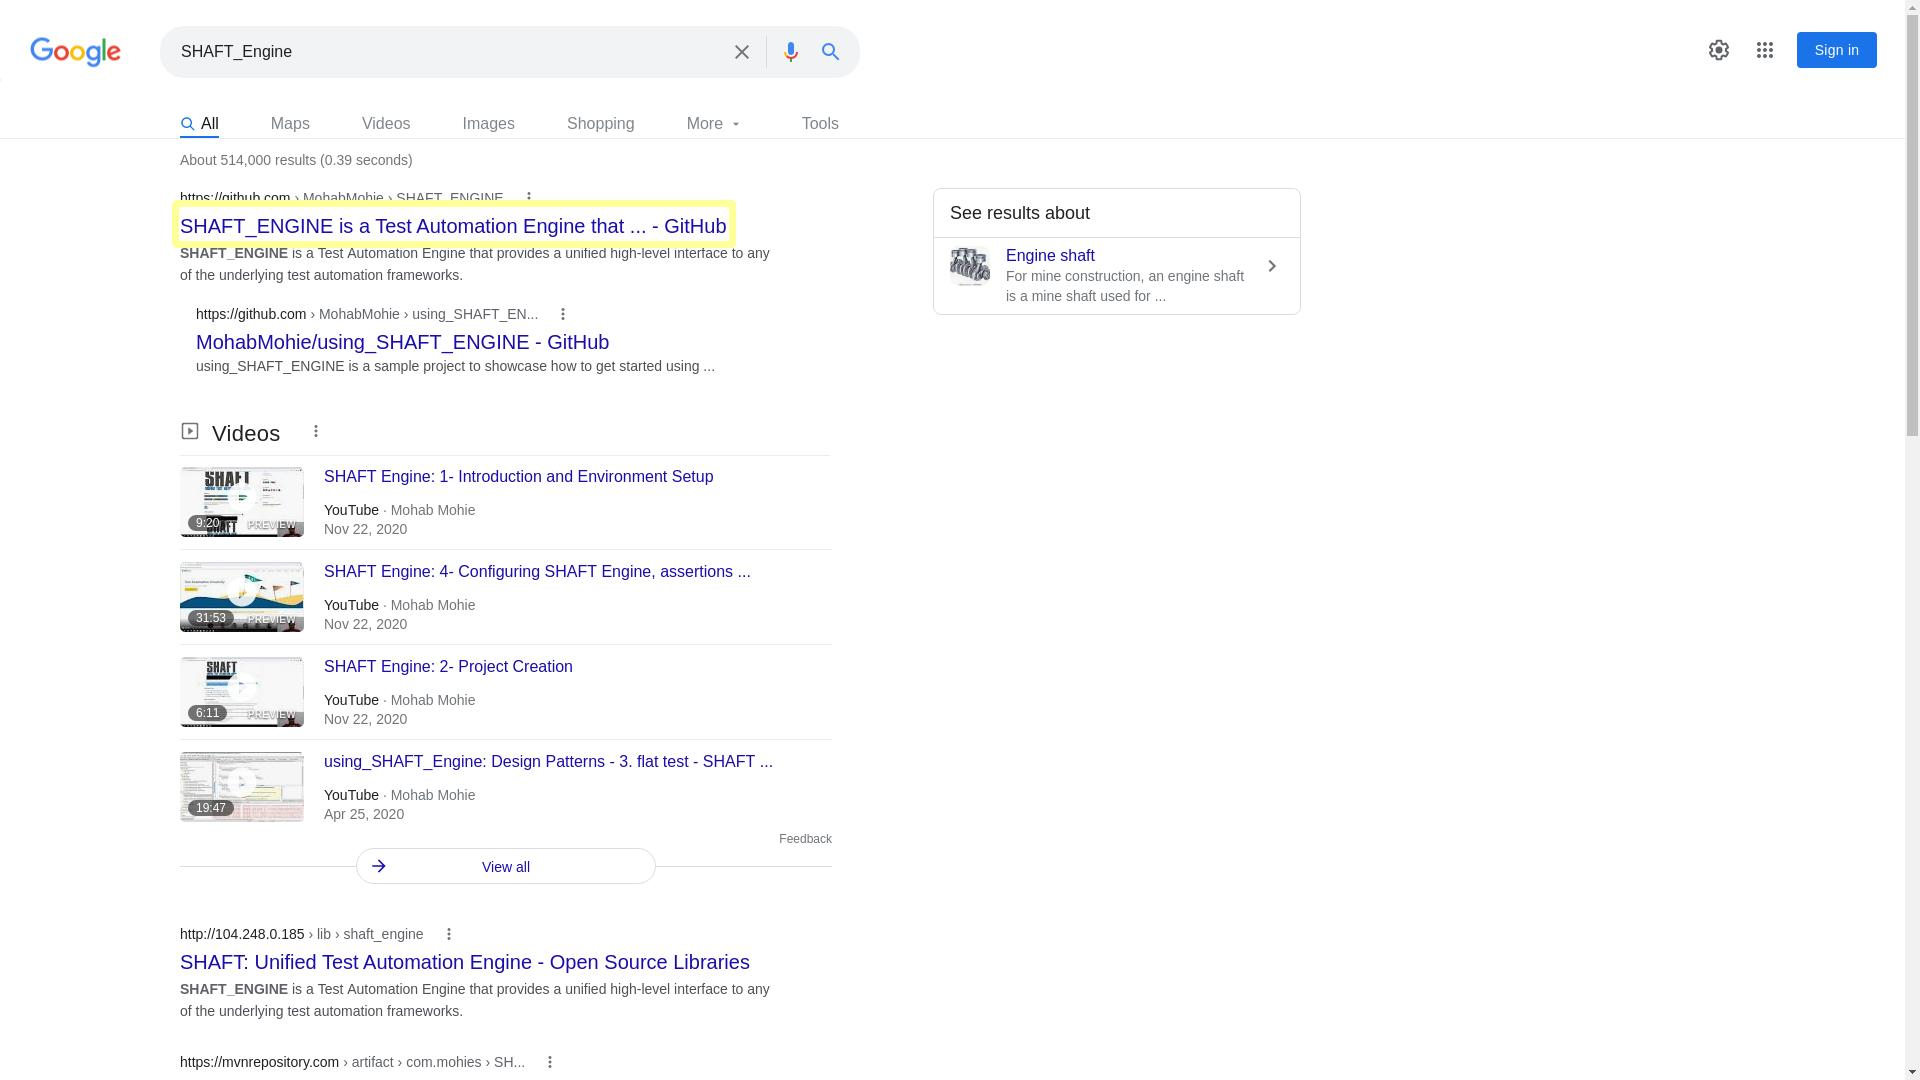 Google
SHAFT_Engine
Sign in
All
Maps
Videos
Images
Shopping
More
Tools
About 514,000 results (0.39 seconds)
https://github.com › MohabMohie › SHAFT_ENGINE
SHAFT_ENGINE is a Test Automation Engine that ... - GitHub
SHAFT_ENGINE is a Test Automation Engine that provides a unified high-level interface to any
of the underlying test automation frameworks.
https://github.com › MohabMohie › using_SHAFT_EN...
MohabMohie/using_SHAFT_ENGINE - GitHub
using_SHAFT_ENGINE is a sample project to showcase how to get started using ...
See results about
Engine shaft
For mine construction, an engine shaft
is a mine shaft used for ...
Videos
SHAFT
9:20
PREVIEW
SHAFT Engine: 1- Introduction and Environment Setup
YouTube · Mohab Mohie
Nov 22, 2020
31:53
PREVIEW
SHAFT Engine: 4- Configuring SHAFT Engine, assertions ...
YouTube · Mohab Mohie
Nov 22, 2020
SHAFT
6:11
PREVIEW
SHAFT Engine: 2- Project Creation
YouTube · Mohab Mohie
Nov 22, 2020
19:47
using_SHAFT_Engine: Design Patterns - 3. flat test - SHAFT ...
YouTube · Mohab Mohie
Apr 25, 2020
Feedback
View all
http://104.248.0.185 › lib › shaft_engine
SHAFT: Unified Test Automation Engine - Open Source Libraries
SHAFT_ENGINE is a Test Automation Engine that provides a unified high-level interface to any
of the underlying test automation frameworks.
https://mvnrepository.com › artifact › com.mohies › SH...